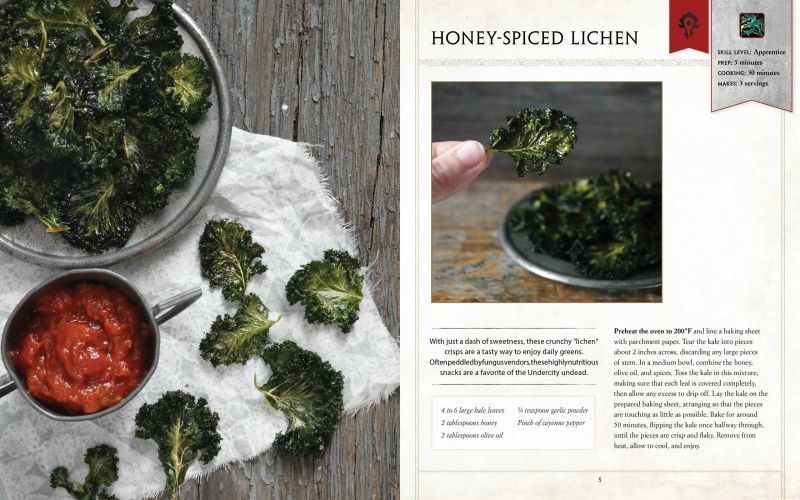 HONEY-SPICED LICHEN
SKILL LEVEL: Apprentice
PREP: 5 minutes
COOKING: 50 minutes
MAKES: 3 servings
With just a dash of sweetness, these crunchy "lichen"
crisps are a tasty way to enjoy daily greens.
Oftenpeddledbyfungusvendors,thesehighlynutritious
snacks are a favorite of the Undercity undead.
4 to 6 large kale leaves
2 tablespoons honey
2 tablespoons olive oil
¼ teaspoon garlic powder
Pinch of cayenne pepper
Preheat the oven to 200°F and line a baking sheet
with parchment paper. Tear the kale into pieces
about 2 inches across, discarding any large pieces
of stem. In a medium bowl, combine the honey,
olive oil, and spices. Toss the kale in this mixture,
making sure that each leaf is covered completely,
then allow any excess to drip off. Lay the kale on the
prepared baking sheet, arranging so that the pieces
are touching as little as possible. Bake for around
50 minutes, flipping the kale once halfway through,
until the pieces are crisp and flaky. Remove from
heat, allow to cool, and enjoy.
5